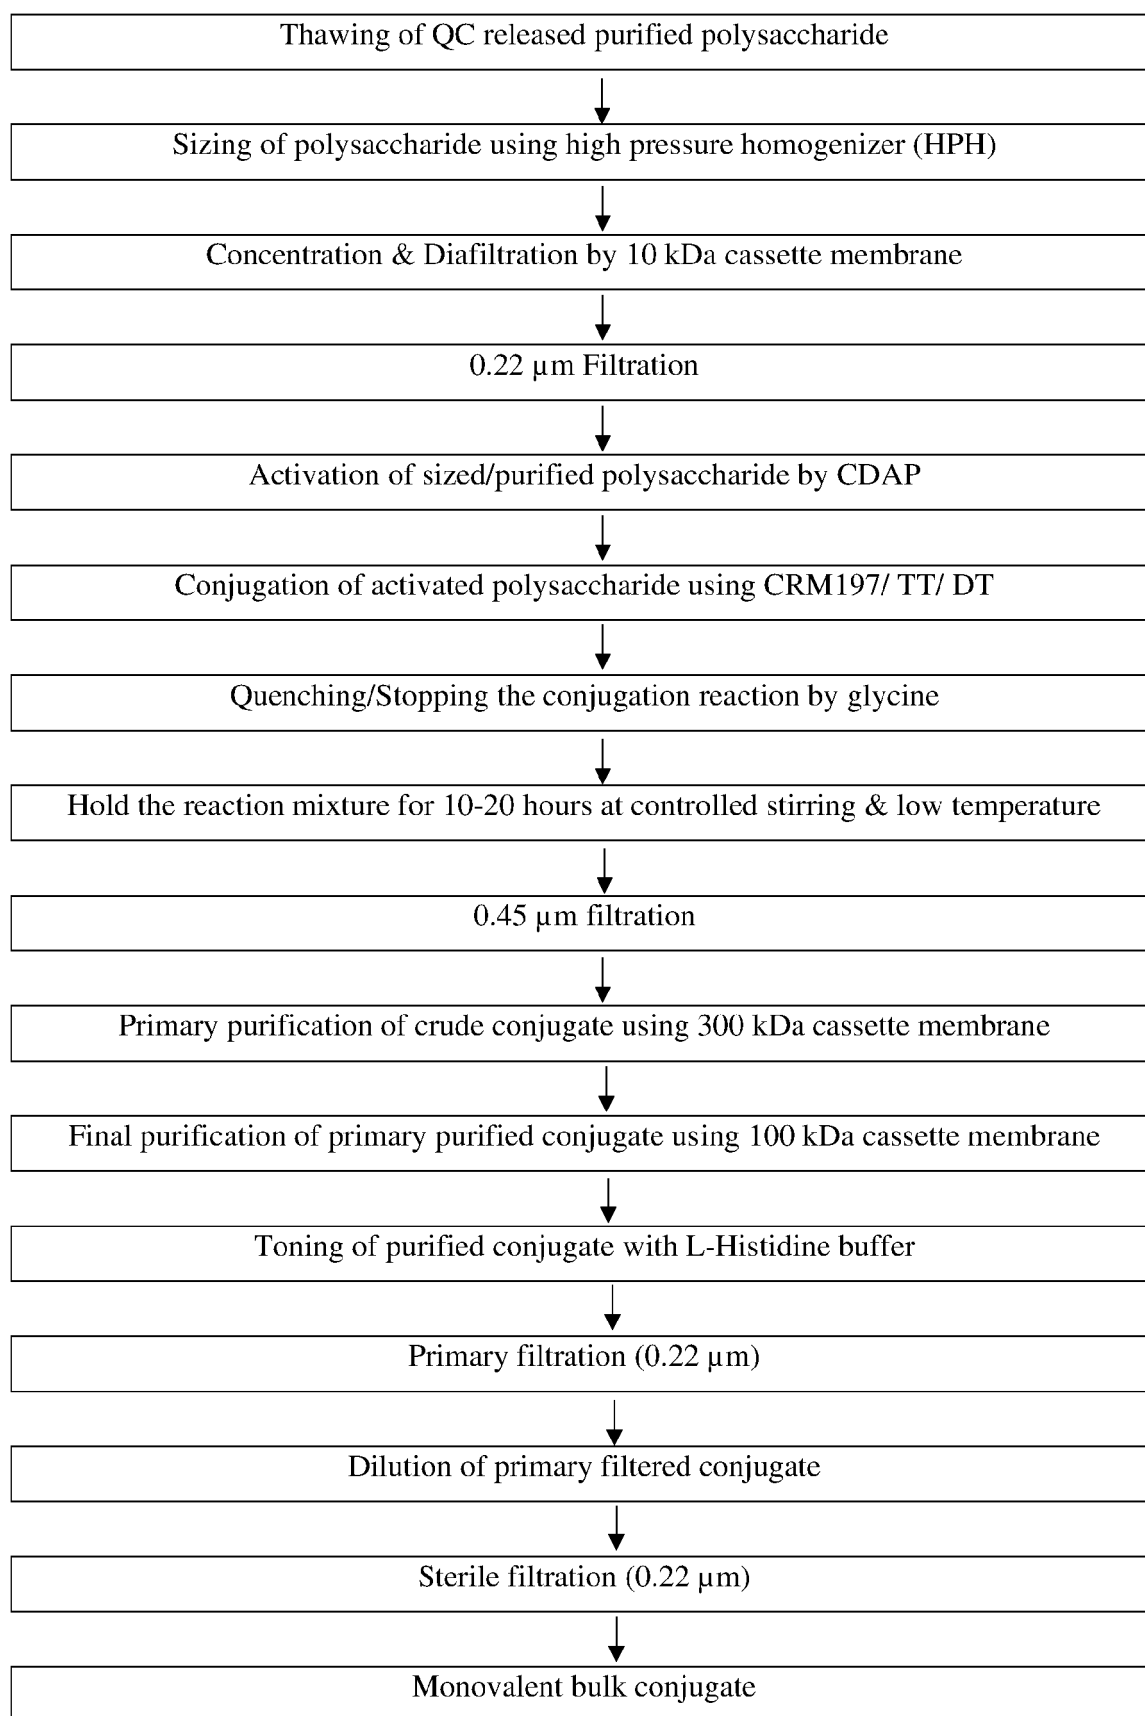 Thawing of QC released purified polysaccharide
Sizing of polysaccharide using high pressure homogenizer (HPH)
Concentration & Diafiltration by 10 kDa cassette membrane
0.22 µm Filtration
Activation of sized/purified polysaccharide by CDAP
Conjugation of activated polysaccharide using CRM197/ TT/ DT
Quenching/Stopping the conjugation reaction by glycine
Hold the reaction mixture for 10-20 hours at controlled stirring & low temperature
0.45 µm filtration
Primary purification of crude conjugate using 300 kDa cassette membrane
Final purification of primary purified conjugate using 100 kDa cassette membrane
Toning of purified conjugate with L-Histidine buffer
Primary filtration (0.22 µm)
Dilution of primary filtered conjugate
Sterile filtration (0.22 µm)
Monovalent bulk conjugate